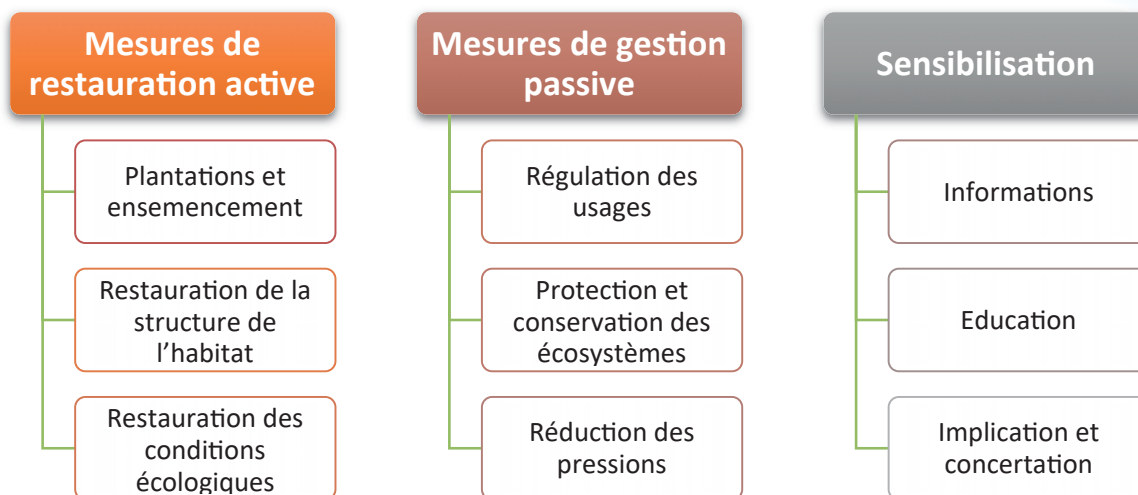 Mesures de
restauration active
Plantations et
ensemencement
Restauration de la
structure de
l’habitat
Restauration des
conditions
écologiques
Mesures de gestion
passive
Régulation des
usages
Protection et
conservation des
écosystèmes
Réduction des
pressions
Sensibilisation
Informations
Education
Implication et
concertation